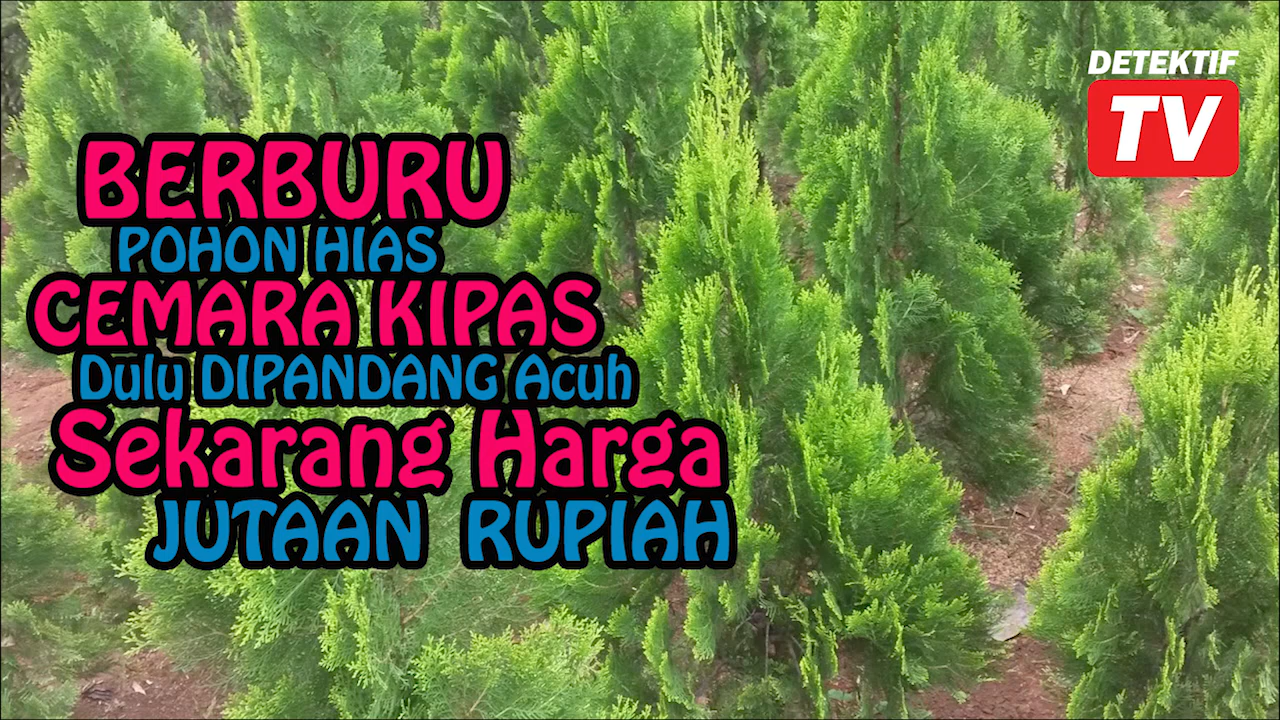 DETEKTIF
TV
BERBURU
POHON HIAS
CEMARA KIPAS
Dulu DIPANDANG Acuh
Sekarang Harga
JUTAAN RUPIAH